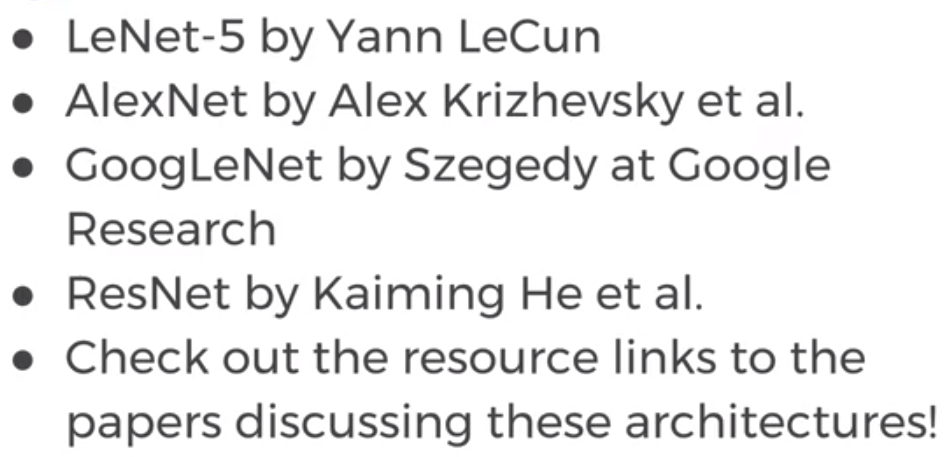 • LeNet-5 by Yann LeCun
• AlexNet by Alex Krizhevsky et al.
• GoogLeNet by Szegedy at Google
Research
• ResNet by Kaiming He et al.
• Check out the resource links to the
papers discussing these architectures!